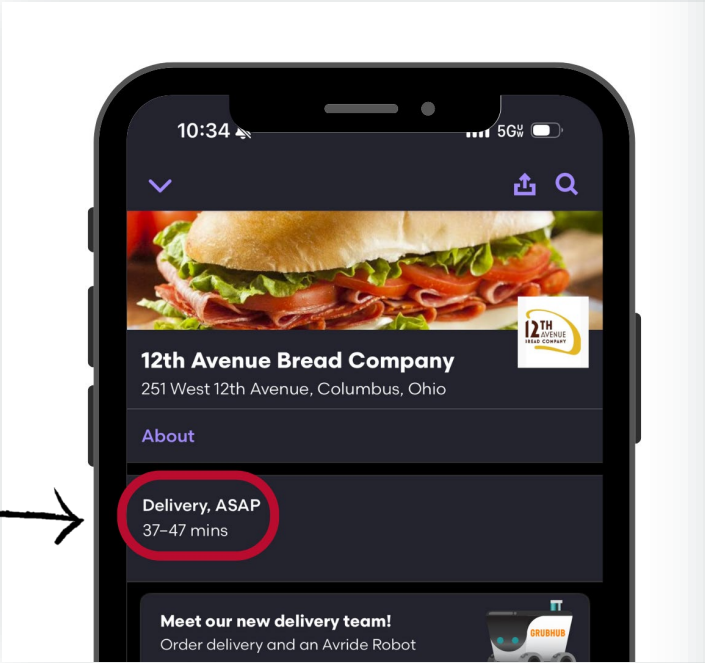 10:34
5G UW
12TH
AVENUE
BREAD COMPANY
12th Avenue Bread Company
251 West 12th Avenue, Columbus, Ohio
About
Delivery, ASAP
37–47 mins
Meet our new delivery team!
Order delivery and an Avride Robot
GRUBHUB